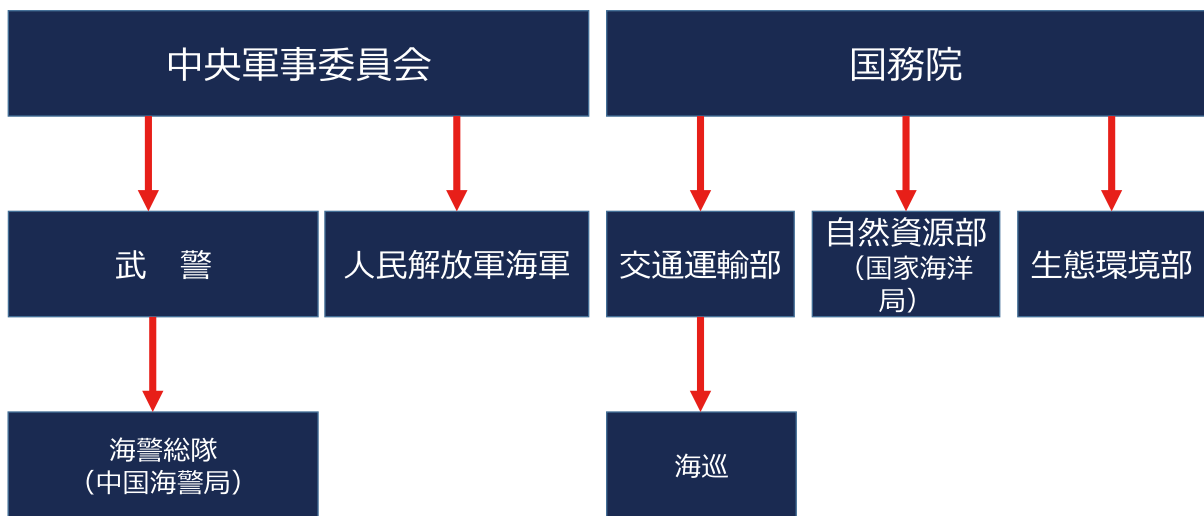 中央軍事委員会
国務院
武　警
人民解放軍海軍
交通運輸部
自然資源部
（国家海洋
局）
生態環境部
海警総隊
（中国海警局）
海巡